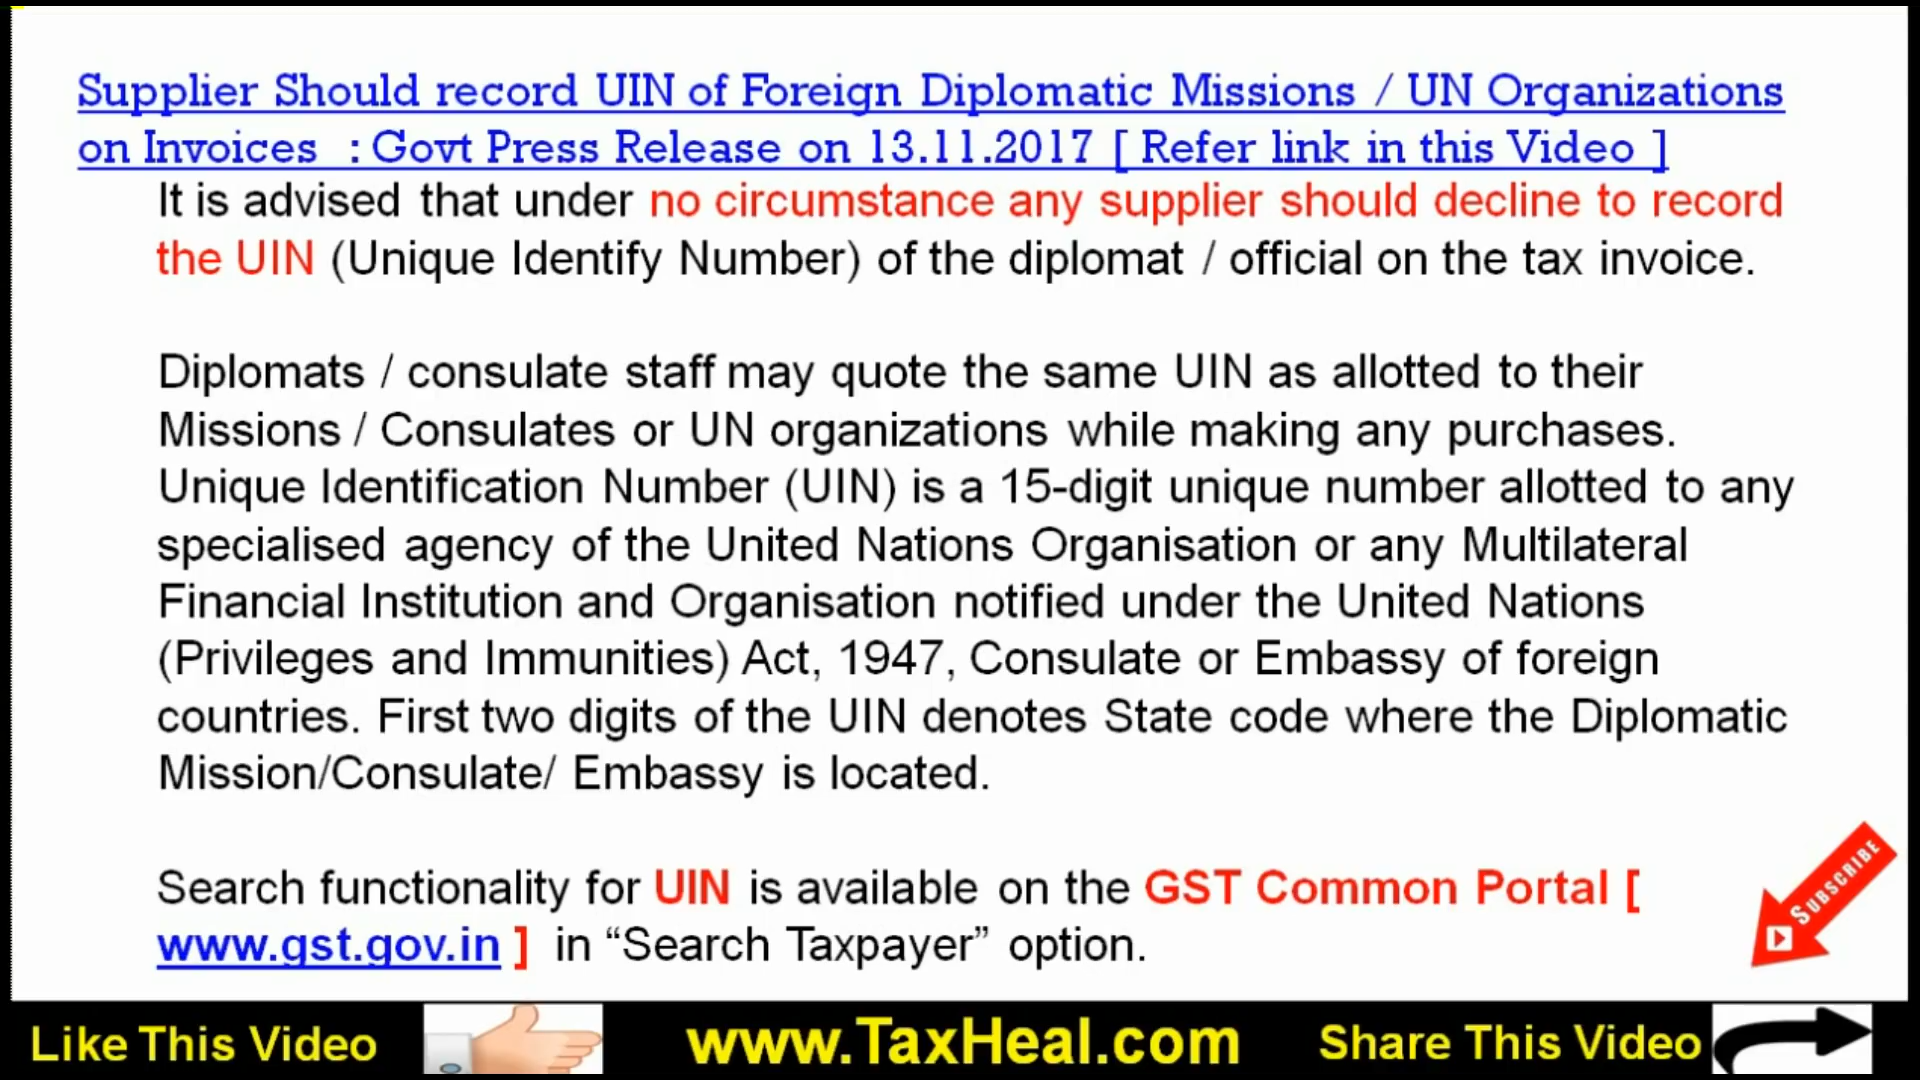 Supplier Should record UIN of Foreign Diplomatic Missions / UN Organizations
on Invoices : Govt Press Release on 13.11.2017 [ Refer link in this Video ]
It is advised that under no circumstance any supplier should decline to record
the UIN (Unique Identify Number) of the diplomat / official on the tax invoice.
Diplomats / consulate staff may quote the same UIN as allotted to their
Missions / Consulates or UN organizations while making any purchases.
Unique Identification Number (UIN) is a 15-digit unique number allotted to any
specialised agency of the United Nations Organisation or any Multilateral
Financial Institution and Organisation notified under the United Nations
(Privileges and Immunities) Act, 1947, Consulate or Embassy of foreign
countries. First two digits of the UIN denotes State code where the Diplomatic
Mission/Consulate/ Embassy is located.
Search functionality for UIN is available on the GST Common Portal [
www.gst.gov.in ] in “Search Taxpayer” option.
SUBSCRIBE
Like This Video
www.TaxHeal.com
Share This Video